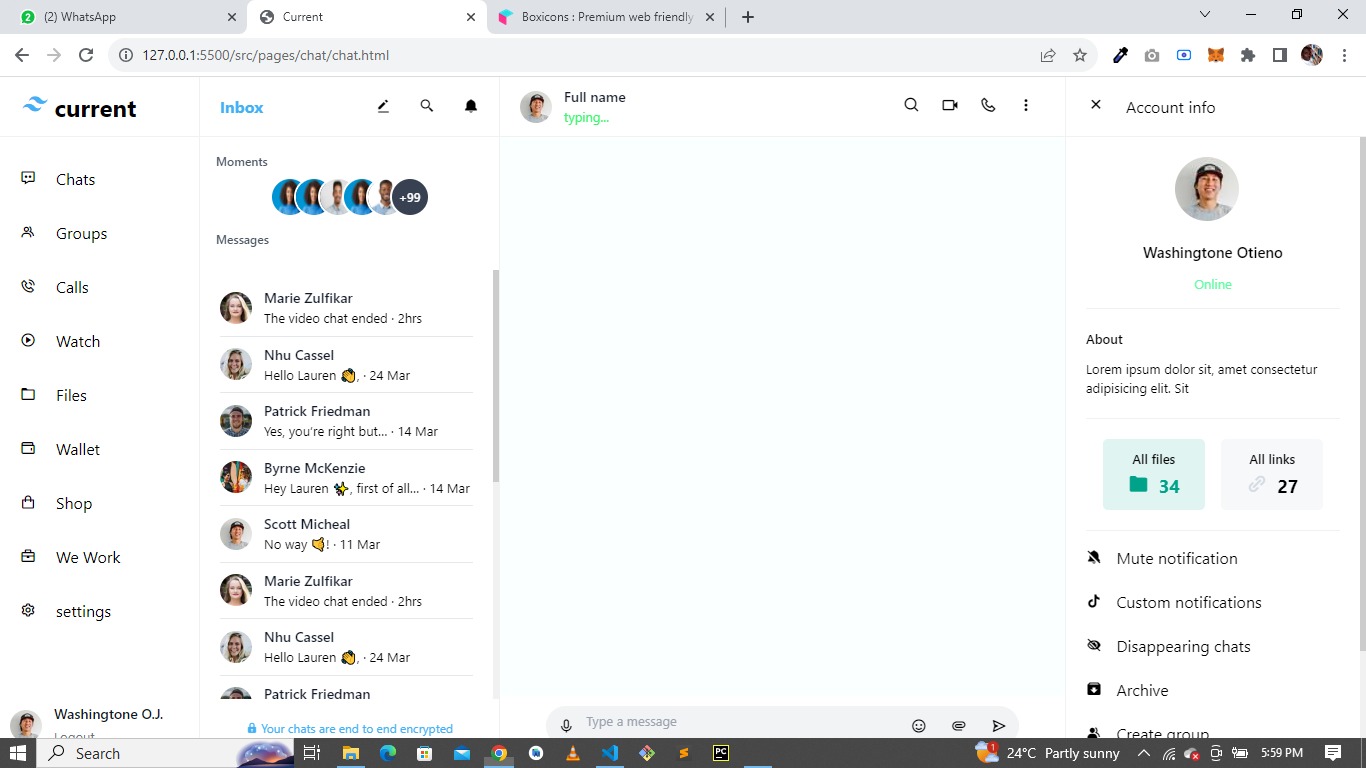 (2) WhatsApp
Current
Boxicons : Premium web friendly
127.0.0.1:5500/src/pages/chat/chat.html
current
Chats
Groups
Calls
Watch
Files
Wallet
Shop
We Work
settings
Washingtone O.J.
Logout
Inbox
Moments
+99
Messages
Marie Zulfikar
The video chat ended · 2hrs
Nhu Cassel
Hello Lauren 👏, · 24 Mar
Patrick Friedman
Yes, you’re right but... · 14 Mar
Byrne McKenzie
Hey Lauren ✨, first of all... · 14 Mar
Scott Micheal
No way 🤙! · 11 Mar
Marie Zulfikar
The video chat ended · 2hrs
Nhu Cassel
Hello Lauren 👏, · 24 Mar
Patrick Friedman
Your chats are end to end encrypted
Full name
typing...
Type a message
Account info
Washingtone Otieno
Online
About
Lorem ipsum dolor sit, amet consectetur
adipisicing elit. Sit
All files
34
All links
27
Mute notification
Custom notifications
Disappearing chats
Archive
Create group
Search
PC
1
24°C Partly sunny
5:59 PM